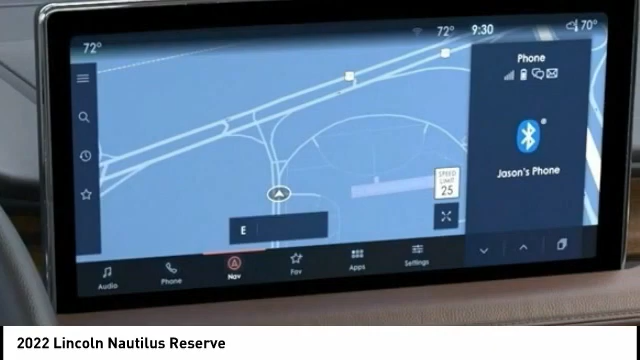 72°
72° 9:30 70°
Phone
Jason's Phone
SPEED
LIMIT
25
E
Audio
Phone
Nav
Fav
Apps
Settings
2022 Lincoln Nautilus Reserve